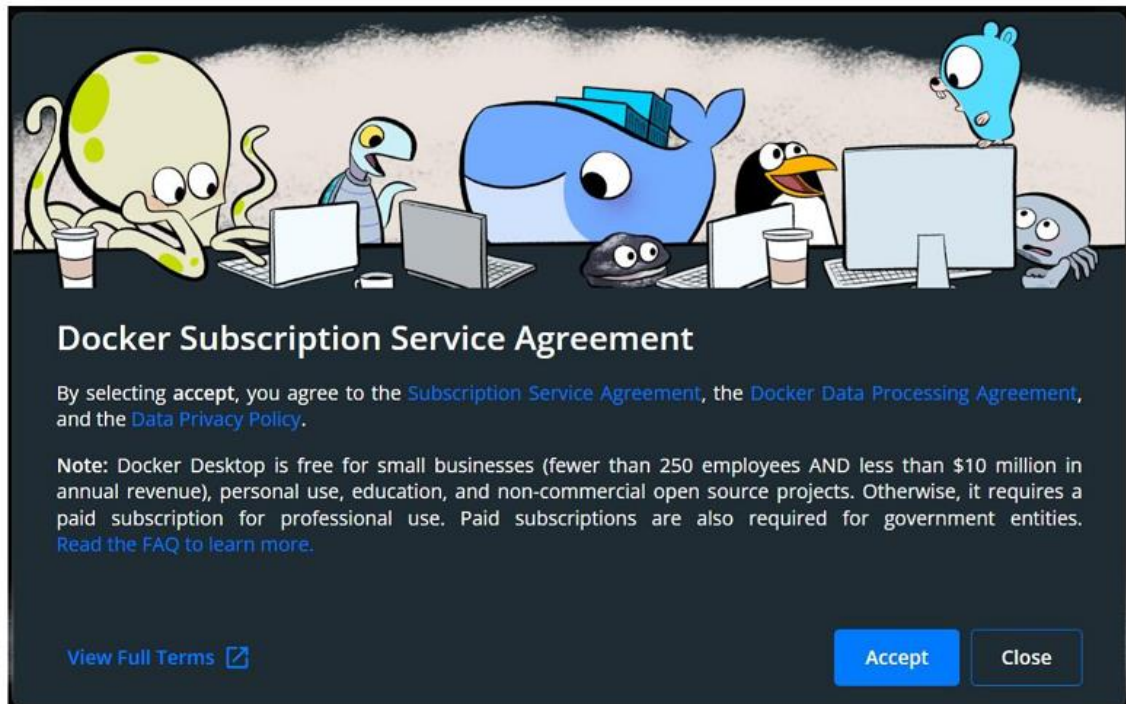 Docker Subscription Service Agreement
By selecting accept, you agree to the Subscription Service Agreement, the Docker Data Processing Agreement,
and the Data Privacy Policy.
Note: Docker Desktop is free for small businesses (fewer than 250 employees AND less than $10 million in
annual revenue), personal use, education, and non-commercial open source projects. Otherwise, it requires a
paid subscription for professional use. Paid subscriptions are also required for government entities.
Read the FAQ to learn more.
View Full Terms
Accept
Close